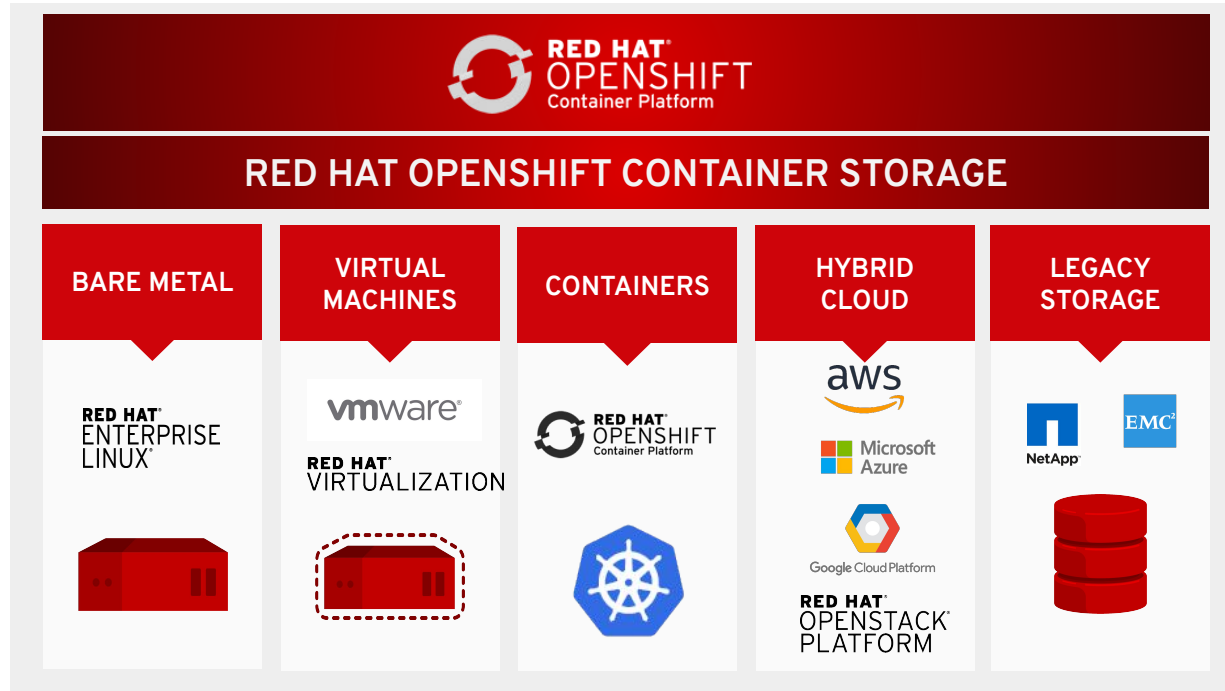 RED HAT®
OPENSHIFT
Container Platform
RED HAT OPENSHIFT CONTAINER STORAGE
BARE METAL
RED HAT®
ENTERPRISE
LINUX®
VIRTUAL
MACHINES
vmware®
RED HAT®
VIRTUALIZATION
CONTAINERS
RED HAT®
OPENSHIFT
Container Platform
HYBRID
CLOUD
aws
Microsoft
Azure
Google Cloud Platform
RED HAT®
OPENSTACK®
PLATFORM
LEGACY
STORAGE
NetApp™
EMC²